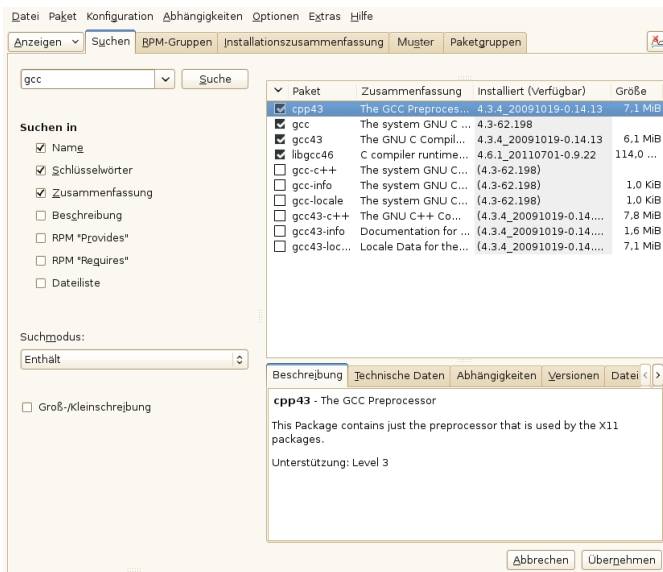 Datei Paket Konfiguration Abhängigkeiten Optionen Extras Hilfe
Anzeigen Suchen RPM-Gruppen Installationszusammenfassung Muster Paketgruppen
gcc Suche
Suchen in
Name
Schlüsselwörter
Zusammenfassung
Beschreibung
RPM "Provides"
RPM "Requires"
Dateiliste
Suchmodus:
Enthält
Groß-/Kleinschreibung
Paket Zusammenfassung Installiert (Verfügbar) Größe
cpp43 The GCC Preproces... 4.3.4_20091019-0.14.13 7,1 MiB
gcc The system GNU C ... 4.3-62.198
gcc43 The GNU C Compil... 4.3.4_20091019-0.14.13 6,1 MiB
libgcc46 C compiler runtime... 4.6.1_20110701-0.9.22 114,0 ...
gcc-c++ The system GNU C... (4.3-62.198)
gcc-info The system GNU C... (4.3-62.198) 1,0 KiB
gcc-locale The system GNU C... (4.3-62.198) 1,0 KiB
gcc43-c++ The GNU C++ Co... (4.3.4_20091019-0.14.... 7,8 MiB
gcc43-info Documentation for ... (4.3.4_20091019-0.14.... 1,6 MiB
gcc43-loc... Locale Data for the... (4.3.4_20091019-0.14.... 7,1 MiB
Beschreibung Technische Daten Abhängigkeiten Versionen Datei
cpp43 - The GCC Preprocessor
This Package contains just the preprocessor that is used by the X11
packages.
Unterstützung: Level 3
Abbrechen Übernehmen